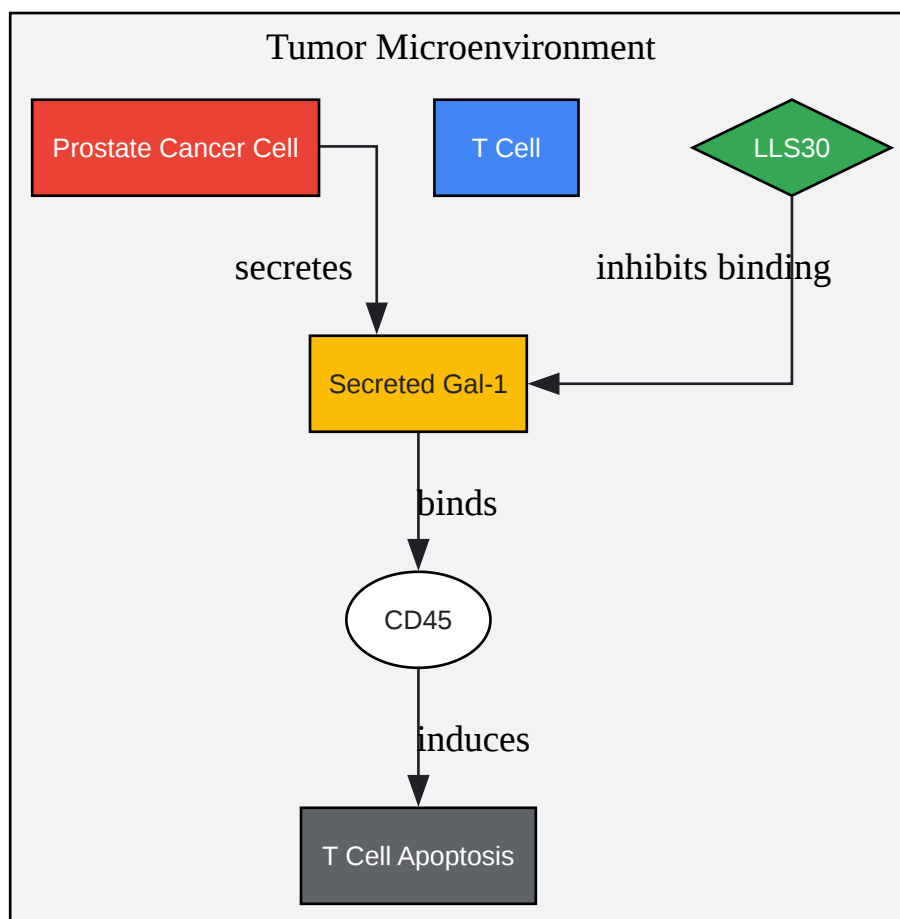 Tumor Microenvironment
Prostate Cancer Cell
T Cell
LLS30
secretes
inhibits binding
Secreted Gal-1
binds
CD45
induces
T Cell Apoptosis